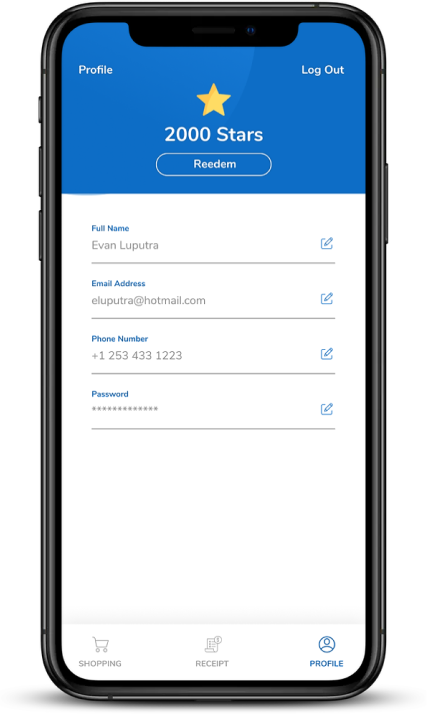 Profile
Log Out
2000 Stars
Reedem
Full Name
Evan Luputra
Email Address
eluputra@hotmail.com
Phone Number
+1 253 433 1223
Password
*************
SHOPPING
RECEIPT
PROFILE